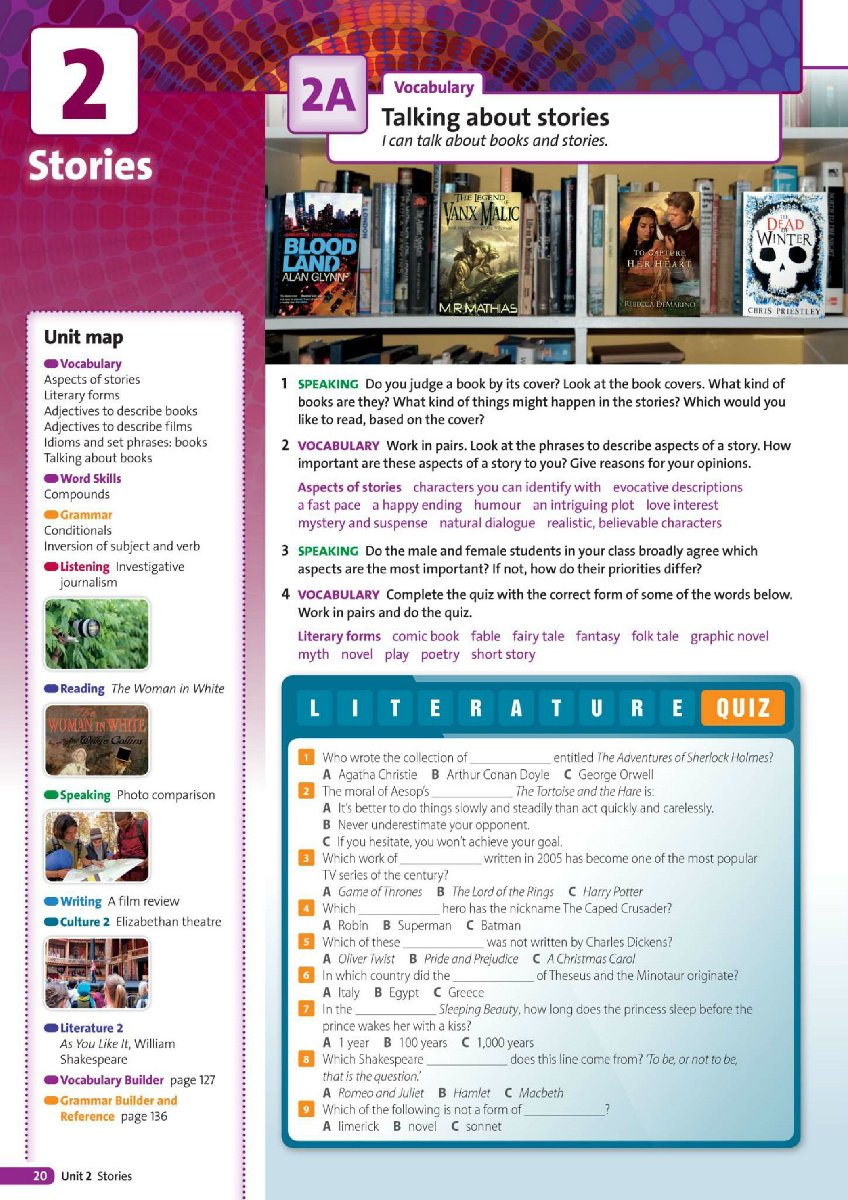 2
Stories
2A
Vocabulary
Talking about stories
I can talk about books and stories.
BLOOD
LAND
ALAN GLYNN
THE LEGEND
VANX MALIC
M.R. MATHIAS
TO CAPTURE
HER HEART
REBECCA DEMARINO
THE
DEAD
OF
WINTER
CHRIS PRIESTLEY
Unit map
Vocabulary
Aspects of stories
Literary forms
Adjectives to describe books
Adjectives to describe films
Idioms and set phrases: books
Talking about books
Word Skills
Compounds
Grammar
Conditionals
Inversion of subject and verb
Listening Investigative
journalism
Reading The Woman in White
The
WOMAN IN WHITE
by Wilkie Collins
Speaking Photo comparison
Writing A film review
Culture 2 Elizabethan theatre
Literature 2
As You Like It, William
Shakespeare
Vocabulary Builder page 127
Grammar Builder and
Reference page 136
1 SPEAKING Do you judge a book by its cover? Look at the book covers. What kind of
books are they? What kind of things might happen in the stories? Which would you
like to read, based on the cover?
2 VOCABULARY Work in pairs. Look at the phrases to describe aspects of a story. How
important are these aspects of a story to you? Give reasons for your opinions.
Aspects of stories characters you can identify with evocative descriptions
a fast pace a happy ending humour an intriguing plot love interest
mystery and suspense natural dialogue realistic, believable characters
3 SPEAKING Do the male and female students in your class broadly agree which
aspects are the most important? If not, how do their priorities differ?
4 VOCABULARY Complete the quiz with the correct form of some of the words below.
Work in pairs and do the quiz.
Literary forms comic book fable fairy tale fantasy folk tale graphic novel
myth novel play poetry short story
LITERATURE QUIZ
1 Who wrote the collection of ____________ entitled The Adventures of Sherlock Holmes?
A Agatha Christie B Arthur Conan Doyle C George Orwell
2 The moral of Aesop's ____________ The Tortoise and the Hare is:
A It's better to do things slowly and steadily than act quickly and carelessly.
B Never underestimate your opponent.
C If you hesitate, you won't achieve your goal.
3 Which work of ____________ written in 2005 has become one of the most popular
TV series of the century?
A Game of Thrones B The Lord of the Rings C Harry Potter
4 Which ____________ hero has the nickname The Caped Crusader?
A Robin B Superman C Batman
5 Which of these ____________ was not written by Charles Dickens?
A Oliver Twist B Pride and Prejudice C A Christmas Carol
6 In which country did the ____________ of Theseus and the Minotaur originate?
A Italy B Egypt C Greece
7 In the ____________ Sleeping Beauty, how long does the princess sleep before the
prince wakes her with a kiss?
A 1 year B 100 years C 1,000 years
8 Which Shakespeare ____________ does this line come from? 'To be, or not to be,
that is the question.'
A Romeo and Juliet B Hamlet C Macbeth
9 Which of the following is not a form of ____________?
A limerick B novel C sonnet
20 Unit 2 Stories